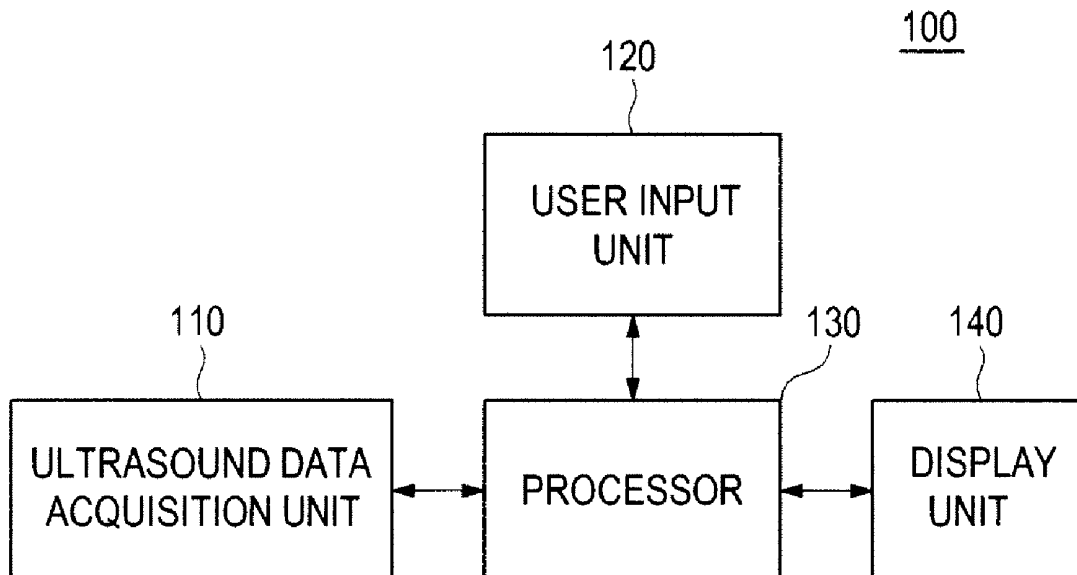 100
120
USER INPUT
UNIT
110
130
140
ULTRASOUND DATA
ACQUISITION UNIT
PROCESSOR
DISPLAY
UNIT